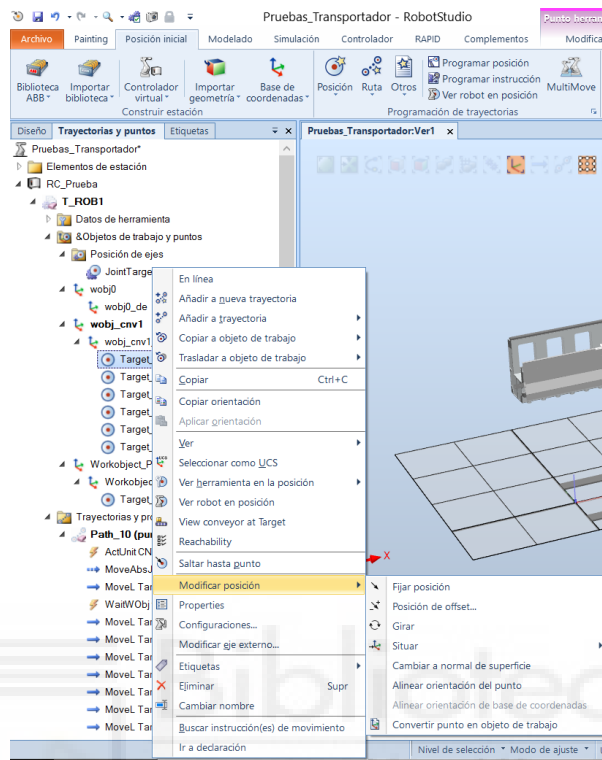 Pruebas_Transportador - RobotStudio
Punto herran
Archivo Painting Posición inicial Modelado Simulación Controlador RAPID Complementos Modifica
Biblioteca ABB
Importar biblioteca
Controlador virtual
Importar geometría
Base de coordenadas
Posición
Ruta
Otros
Programar posición
Programar instrucción
Ver robot en posición
MultiMove
Construir estación
Programación de trayectorias
Diseño Trayectorias y puntos Etiquetas
Pruebas_Transportador:Ver1 x
Pruebas_Transportador*
Elementos de estación
RC_Prueba
T_ROB1
Datos de herramienta
&Objetos de trabajo y puntos
Posición de ejes
JointTarge
wobj0
wobj0_de
wobj_cnv1
wobj_cnv1
Target_
Target_
Target_
Target_
Target_
Target_
Workobject_P
Workobjec
Target_
Trayectorias y pro
Path_10 (pu
ActUnit CN
MoveAbsJ
MoveL Tar
WaitWObj
MoveL Tar
MoveL Tar
MoveL Tar
MoveL Tar
MoveL Tar
MoveL Tar
MoveL Tar
En línea
Añadir a nueva trayectoria
Añadir a trayectoria
Copiar a objeto de trabajo
Trasladar a objeto de trabajo
Copiar Ctrl+C
Copiar orientación
Aplicar orientación
Ver
Seleccionar como UCS
Ver herramienta en la posición
Ver robot en posición
View conveyor at Target
Reachability
Saltar hasta punto
Modificar posición
Properties
Configuraciones...
Modificar eje externo...
Etiquetas
Eliminar Supr
Cambiar nombre
Buscar instrucción(es) de movimiento
Ir a declaración
Fijar posición
Posición de offset...
Girar
Situar
Cambiar a normal de superficie
Alinear orientación del punto
Alinear orientación de base de coordenadas
Convertir punto en objeto de trabajo
X
Bibliotec
Nivel de selección Modo de ajuste